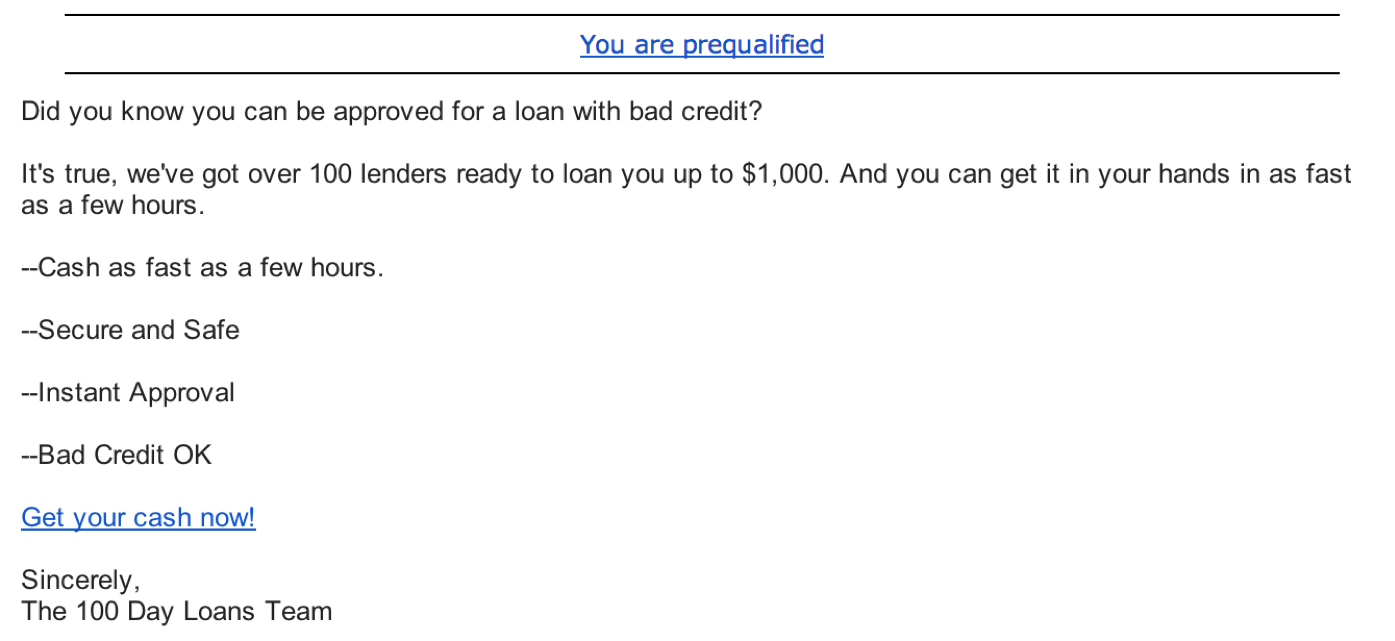 You are prequalified
Did you know you can be approved for a loan with bad credit?
It's true, we've got over 100 lenders ready to loan you up to $1,000. And you can get it in your hands in as fast
as a few hours.
--Cash as fast as a few hours.
--Secure and Safe
--Instant Approval
--Bad Credit OK
Get your cash now!
Sincerely,
The 100 Day Loans Team